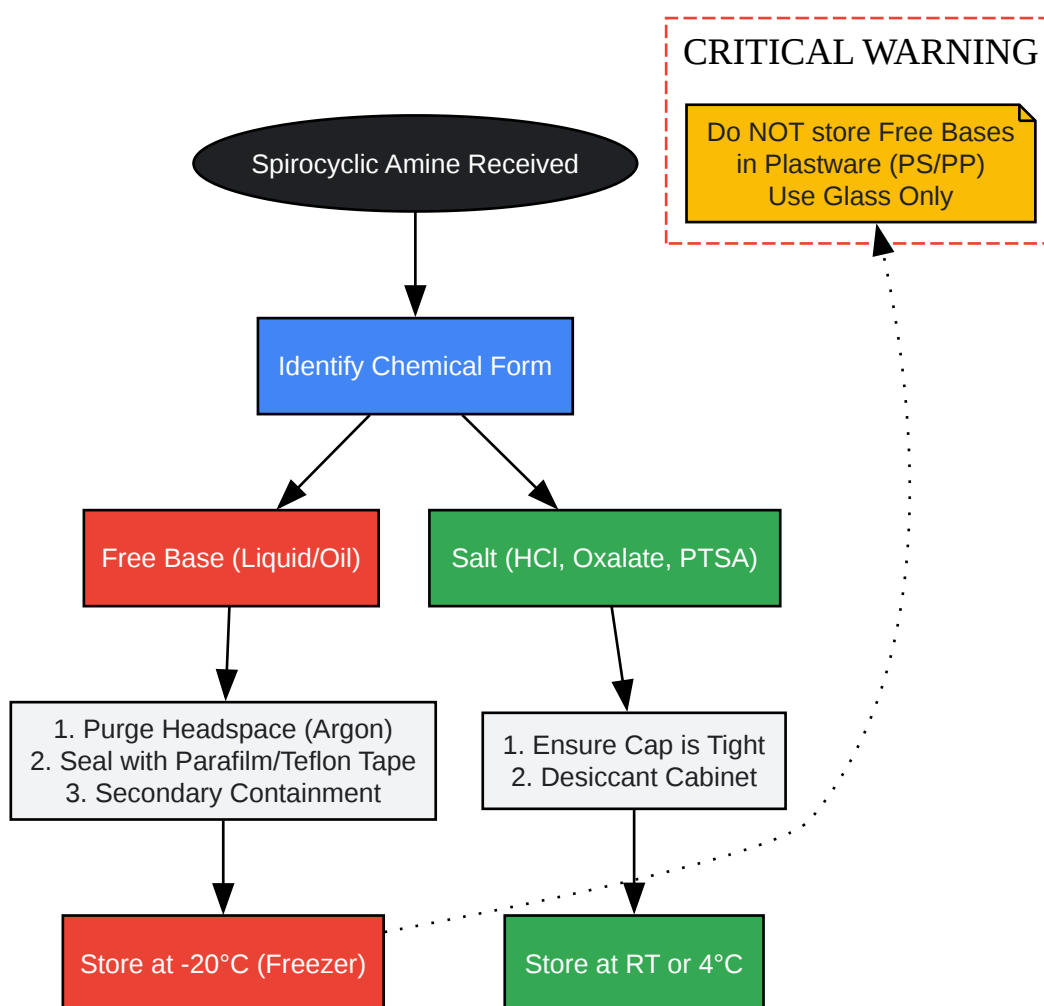 CRITICAL WARNING
Do NOT store Free Bases
in Plastware (PS/PP)
Use Glass Only
Spirocyclic Amine Received
Identify Chemical Form
Free Base (Liquid/Oil)
Salt (HCl, Oxalate, PTSA)
1. Purge Headspace (Argon)
2. Seal with Parafilm/Teflon Tape
3. Secondary Containment
1. Ensure Cap is Tight
2. Desiccant Cabinet
Store at -20°C (Freezer)
Store at RT or 4°C